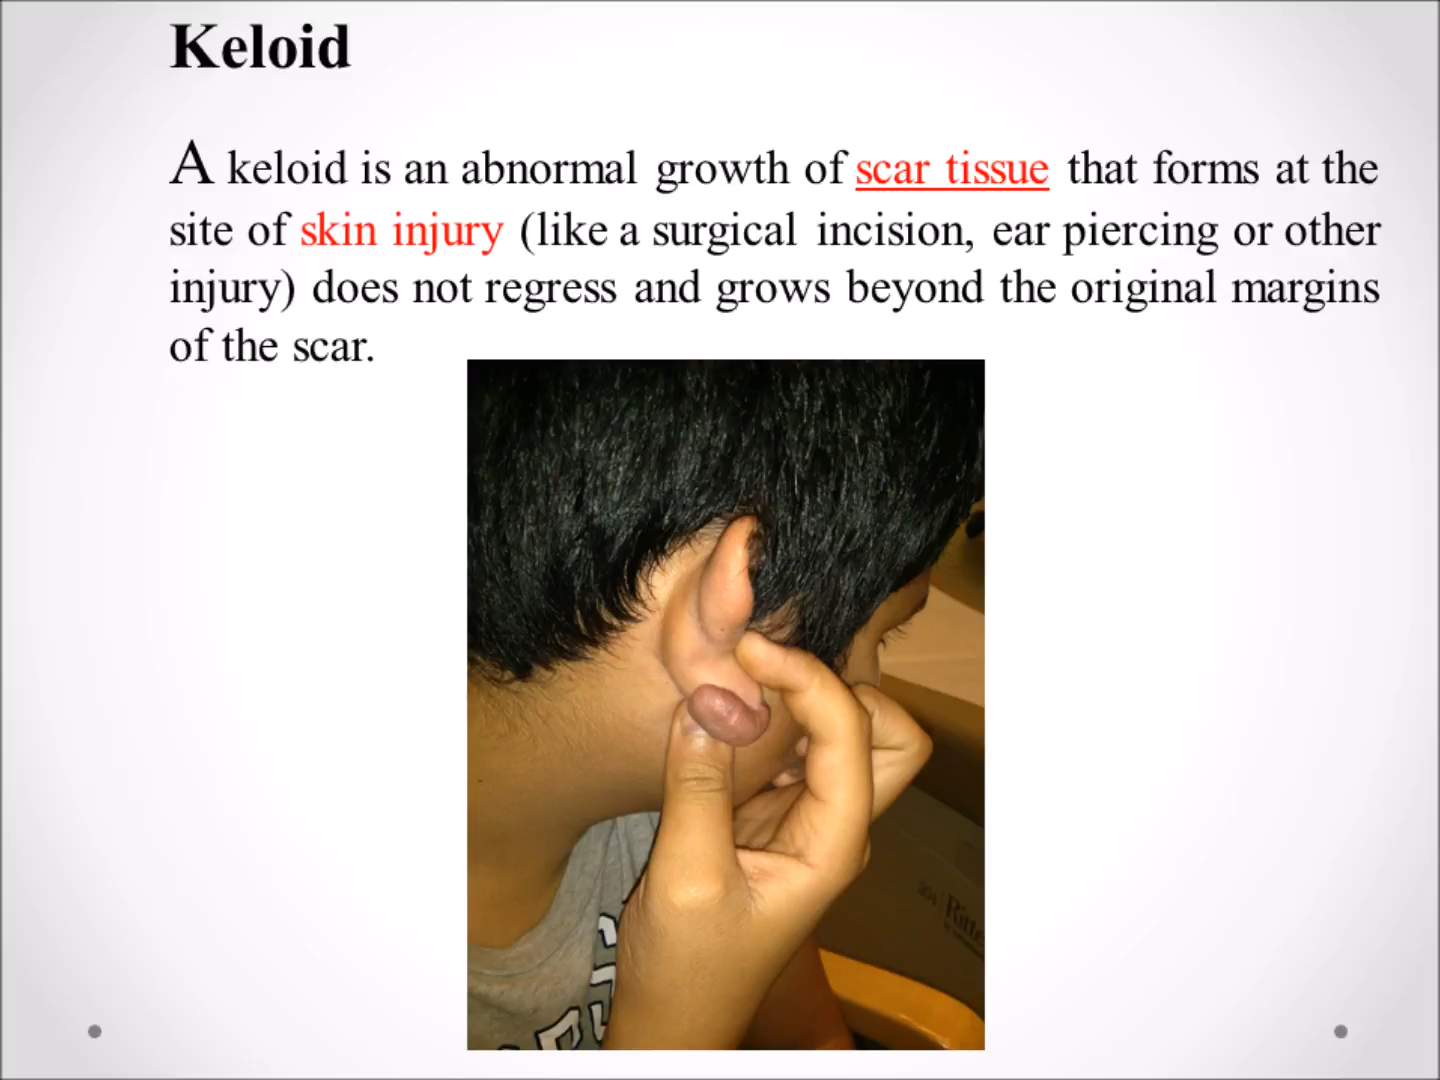 Keloid
A keloid is an abnormal growth of scar tissue that forms at the
site of skin injury (like a surgical incision, ear piercing or other
injury) does not regress and grows beyond the original margins
of the scar.